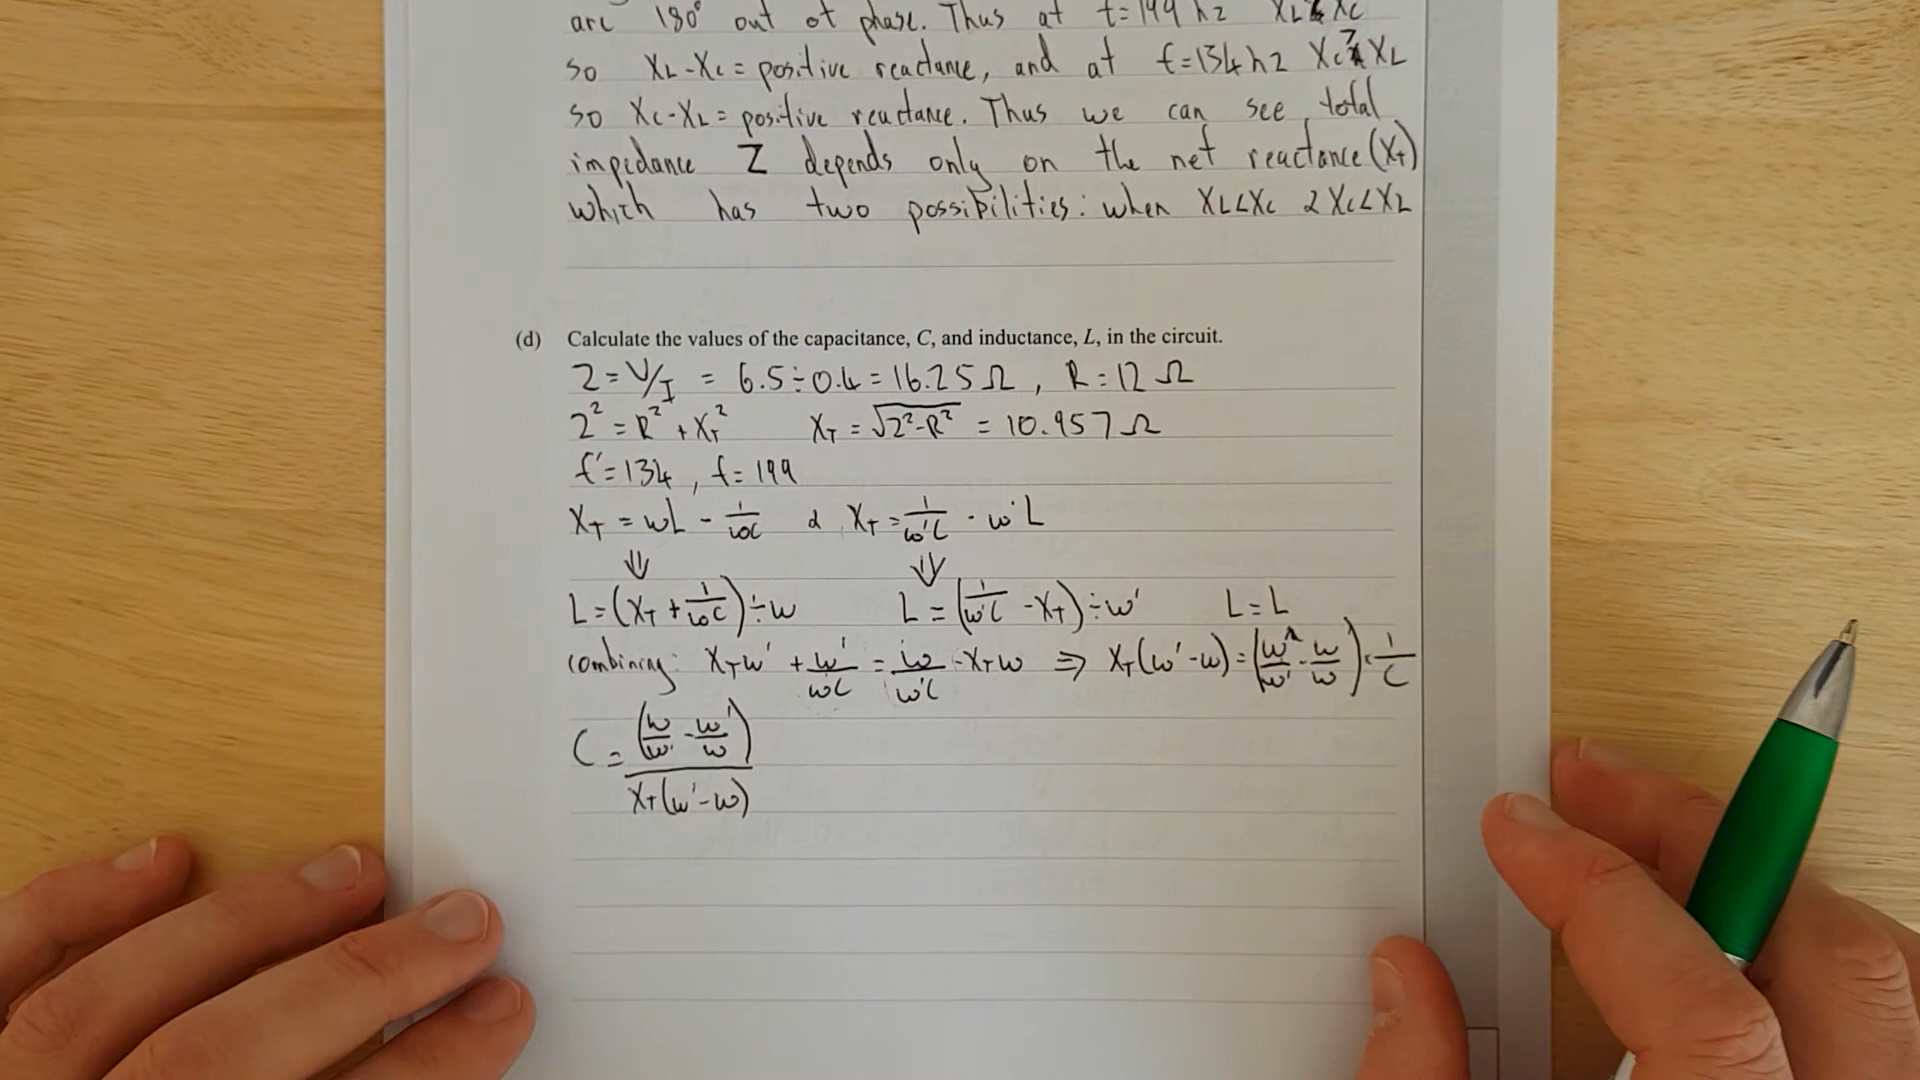 are 180° out of phase. Thus at f=199 hz XL XC
so XL-XC = positive reactance, and at f=134hz XC > XL
so XC-XL = positive reactance. Thus we can see total
impedance Z depends only on the net reactance (XT)
which has two possibilities: when XL<XC & XC<XL
(d) Calculate the values of the capacitance, C, and inductance, L, in the circuit.
Z = V/I = 6.5 ÷ 0.4 = 16.25 Ω , R = 12 Ω
Z² = R² + XT² XT = √Z²-R² = 10.957 Ω
f' = 134 , f = 199
XT = ωL - 1/ωC & XT = 1/ω'C - ω'L
⇓ ⇓
L = (XT + 1/ωC) ÷ ω L = (1/ω'C - XT) ÷ ω' L = L
combining: XTω' + ω'/ωC = ω/ω'C - XTω ⇒ XT(ω' - ω) = (ω/ω' - ω/ω) · 1/C
C = (ω/ω' - ω'/ω) / XT(ω' - ω)